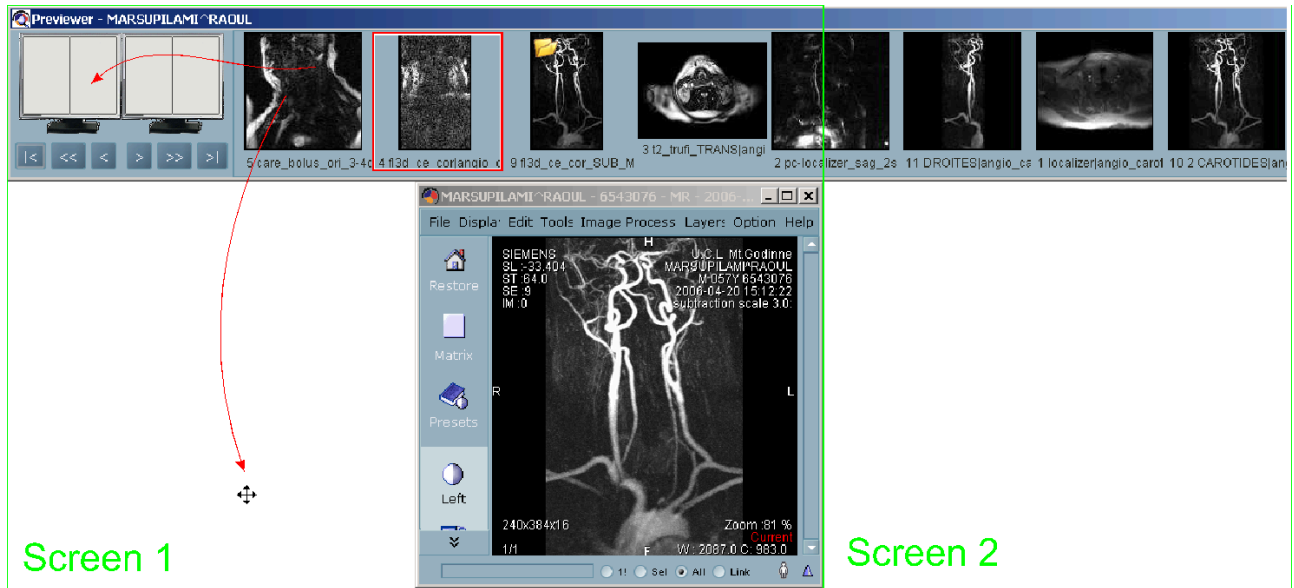 Previewer - MARSUPILAMI^RAOUL
|< << < > >> >|
5 care_bolus_ori_3-4c
4 fl3d_ce_cor|angio_c
9 fl3d_ce_cor_SUB_M
3 t2_trufi_TRANS|angi
2 pc-localizer_sag_2s
11 DROITES|angio_ca
1 localizer|angio_carot
10 2 CAROTIDES|an
MARSUPILAMI^RAOUL - 6543076 - MR - 2006-...
File Displa Edit Tools Image Process Layers Option Help
Restore
Matrix
Presets
Left
H
SIEMENS
SL :-33.404
ST :64.0
SE :9
IM :0
U.C.L. Mt.Godinne
MARSUPILAMI^RAOUL
M-057Y 6543076
2006-04-20 15:12:22
subtraction scale 3.0:
R
L
240x384x16
1/1
F
Zoom :81 %
Current
W : 2087.0 C: 983.0
1! Sel All Link
Screen 1
Screen 2